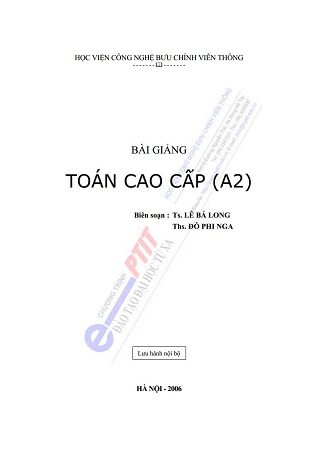 HỌC VIỆN CÔNG NGHỆ BƯU CHÍNH VIỄN THÔNG
BÀI GIẢNG
TOÁN CAO CẤP (A2)
Biên soạn : Ts. LÊ BÁ LONG
Ths. ĐỖ PHI NGA
CHƯƠNG TRÌNH
e-PTIT
ĐÀO TẠO ĐẠI HỌC TỪ XA
Lưu hành nội bộ
HÀ NỘI - 2006